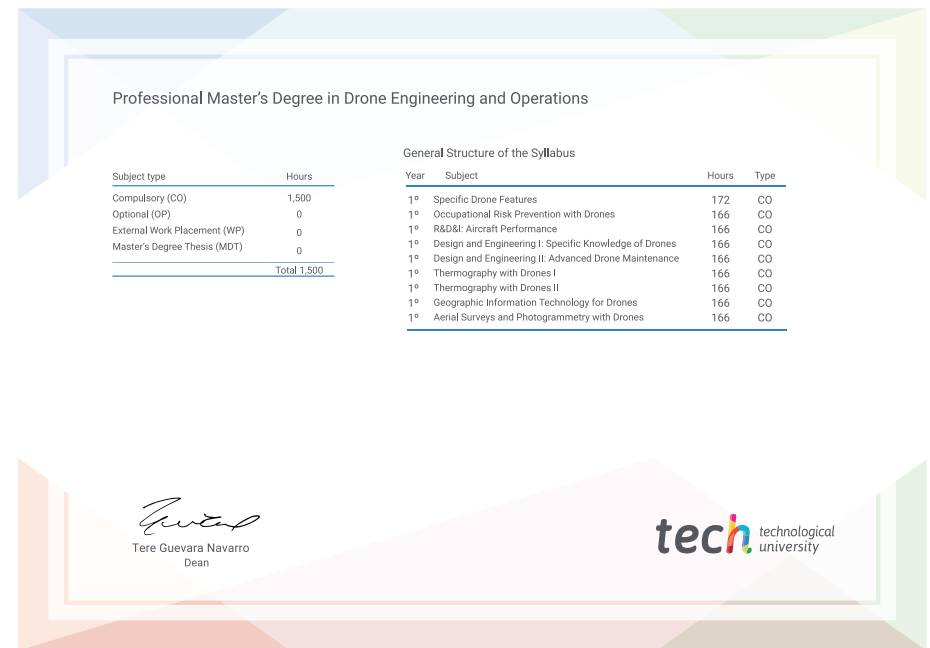 Professional Master's Degree in Drone Engineering and Operations
Subject type Hours
Compulsory (CO) 1,500
Optional (OP) 0
External Work Placement (WP) 0
Master's Degree Thesis (MDT) 0
Total 1,500
General Structure of the Syllabus
Year Subject Hours Type
1º Specific Drone Features 172 CO
1º Occupational Risk Prevention with Drones 166 CO
1º R&D&I: Aircraft Performance 166 CO
1º Design and Engineering I: Specific Knowledge of Drones 166 CO
1º Design and Engineering II: Advanced Drone Maintenance 166 CO
1º Thermography with Drones I 166 CO
1º Thermography with Drones II 166 CO
1º Geographic Information Technology for Drones 166 CO
1º Aerial Surveys and Photogrammetry with Drones 166 CO
Tere Guevara Navarro
Dean
tech technological
university